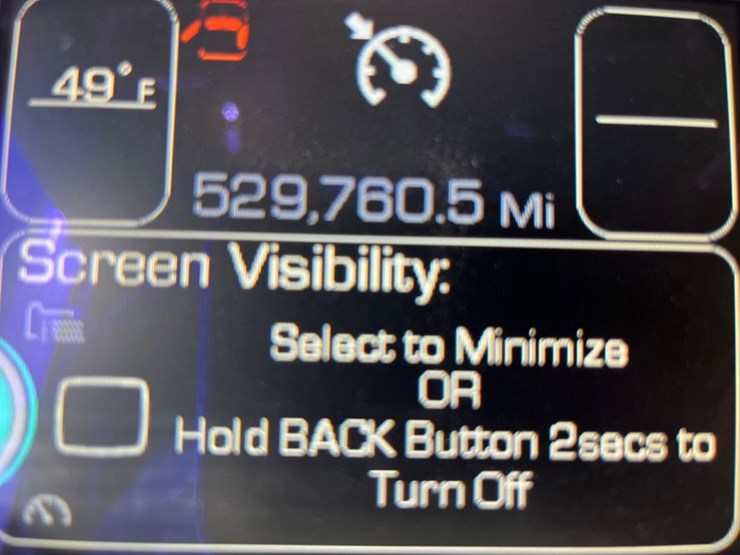 49°F
529,760.5 Mi
Screen Visibility:
Select to Minimize
OR
Hold BACK Button 2secs to
Turn Off